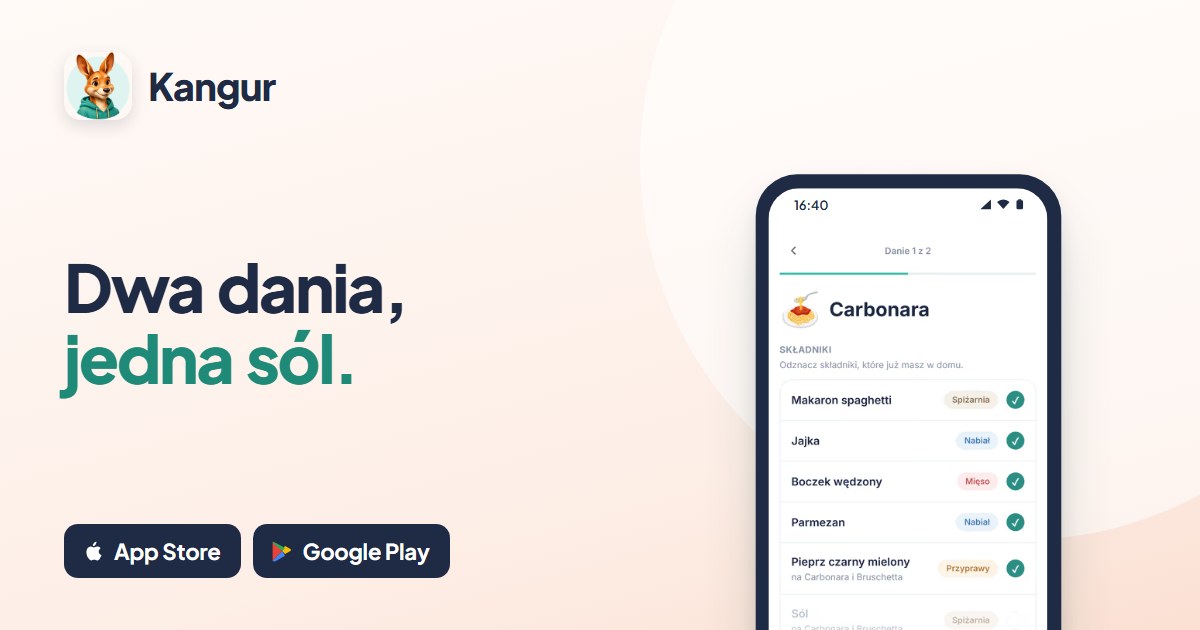 Kangur
Dwa dania,
jedna sól.
App Store
Google Play
16:40
Danie 1 z 2
Carbonara
SKŁADNIKI
Odznacz składniki, które już masz w domu.
Makaron spaghetti Spiżarnia
Jajka Nabiał
Boczek wędzony Mięso
Parmezan Nabiał
Pieprz czarny mielony Przyprawy
na Carbonara i Bruschetta
Sól Spiżarnia
na Carbonara i Bruschetta